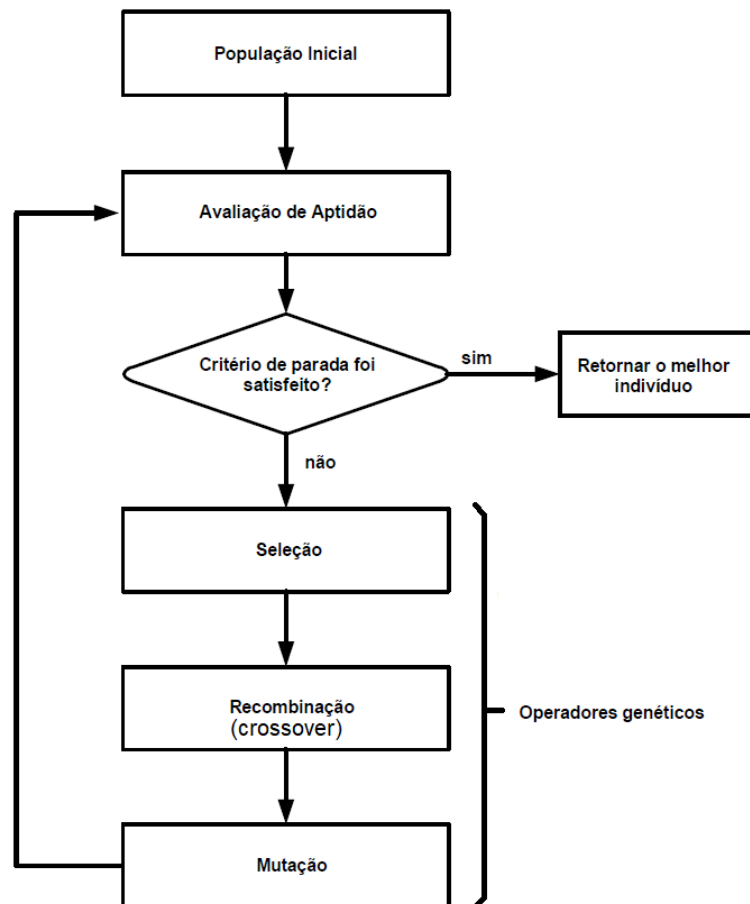 População Inicial
Avaliação de Aptidão
Critério de parada foi
satisfeito?
sim
Retornar o melhor
indivíduo
não
Seleção
Recombinação
(crossover)
Operadores genéticos
Mutação